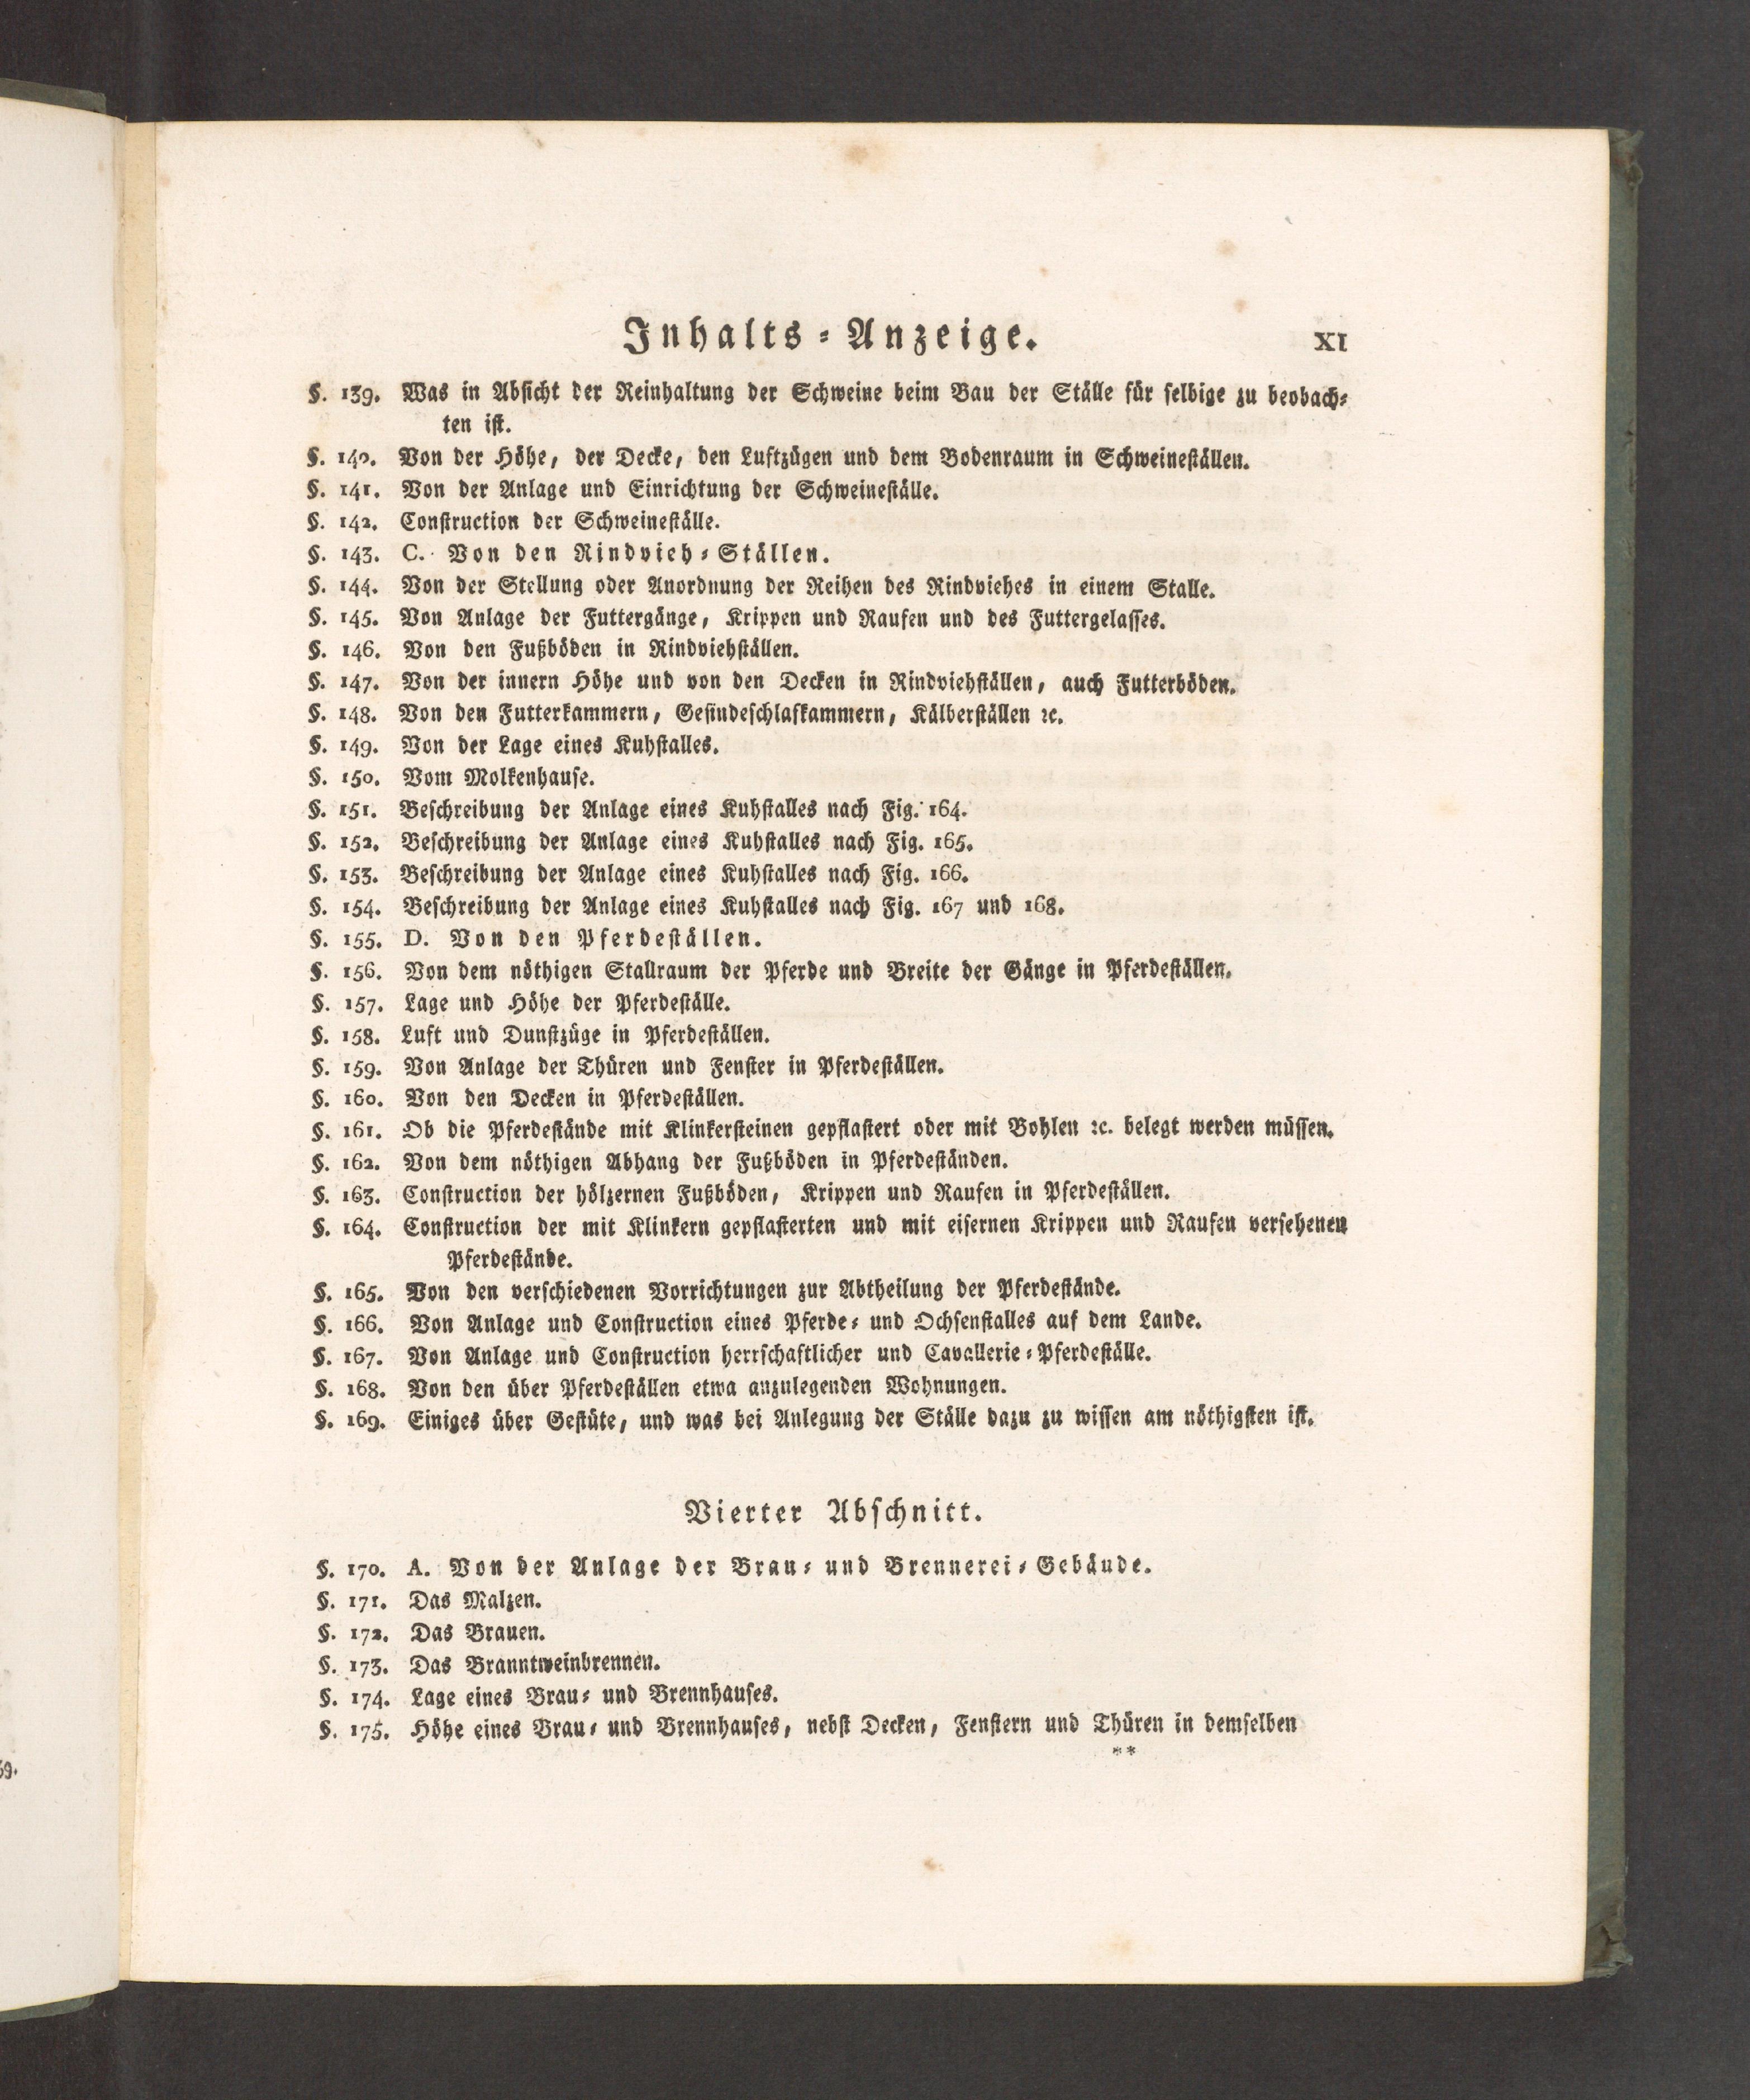 Inhalts-Anzeige. XI
§. 139. Was in Absicht der Reinhaltung der Schweine beim Bau der Ställe für selbige zu beobach-
ten ist.
§. 140. Von der Höhe, der Decke, den Luftzügen und dem Bodenraum in Schweineställen.
§. 141. Von der Anlage und Einrichtung der Schweineställe.
§. 142. Construction der Schweineställe.
§. 143. C. Von den Rindvieh-Ställen.
§. 144. Von der Stellung oder Anordnung der Reihen des Rindviehes in einem Stalle.
§. 145. Von Anlage der Futtergänge, Krippen und Raufen und des Futtergelasses.
§. 146. Von den Fußböden in Rindviehställen.
§. 147. Von der innern Höhe und von den Decken in Rindviehställen, auch Futterböden.
§. 148. Von den Futterkammern, Gesindeschlafkammern, Kälberställen ꝛc.
§. 149. Von der Lage eines Kuhstalles.
§. 150. Vom Molkenhause.
§. 151. Beschreibung der Anlage eines Kuhstalles nach Fig. 164.
§. 152. Beschreibung der Anlage eines Kuhstalles nach Fig. 165.
§. 153. Beschreibung der Anlage eines Kuhstalles nach Fig. 166.
§. 154. Beschreibung der Anlage eines Kuhstalles nach Fig. 167 und 168.
§. 155. D. Von den Pferdeställen.
§. 156. Von dem nöthigen Stallraum der Pferde und Breite der Gänge in Pferdeställen.
§. 157. Lage und Höhe der Pferdeställe.
§. 158. Luft und Dunstzüge in Pferdeställen.
§. 159. Von Anlage der Thüren und Fenster in Pferdeställen.
§. 160. Von den Decken in Pferdeställen.
§. 161. Ob die Pferdestände mit Klinkersteinen gepflastert oder mit Bohlen ꝛc. belegt werden müssen.
§. 162. Von dem nöthigen Abhang der Fußböden in Pferdeständen.
§. 163. Construction der hölzernen Fußböden, Krippen und Raufen in Pferdeställen.
§. 164. Construction der mit Klinkern gepflasterten und mit eisernen Krippen und Raufen versehenen
Pferdestände.
§. 165. Von den verschiedenen Vorrichtungen zur Abtheilung der Pferdestände.
§. 166. Von Anlage und Construction eines Pferde- und Ochsenstalles auf dem Lande.
§. 167. Von Anlage und Construction herrschaftlicher und Cavallerie-Pferdeställe.
§. 168. Von den über Pferdeställen etwa anzulegenden Wohnungen.
§. 169. Einiges über Gestüte, und was bei Anlegung der Ställe dazu zu wissen am nöthigsten ist.
Vierter Abschnitt.
§. 170. A. Von der Anlage der Brau- und Brennerei-Gebäude.
§. 171. Das Malzen.
§. 172. Das Brauen.
§. 173. Das Branntweinbrennen.
§. 174. Lage eines Brau- und Brennhauses.
§. 175. Höhe eines Brau- und Brennhauses, nebst Decken, Fenstern und Thüren in demselben
**